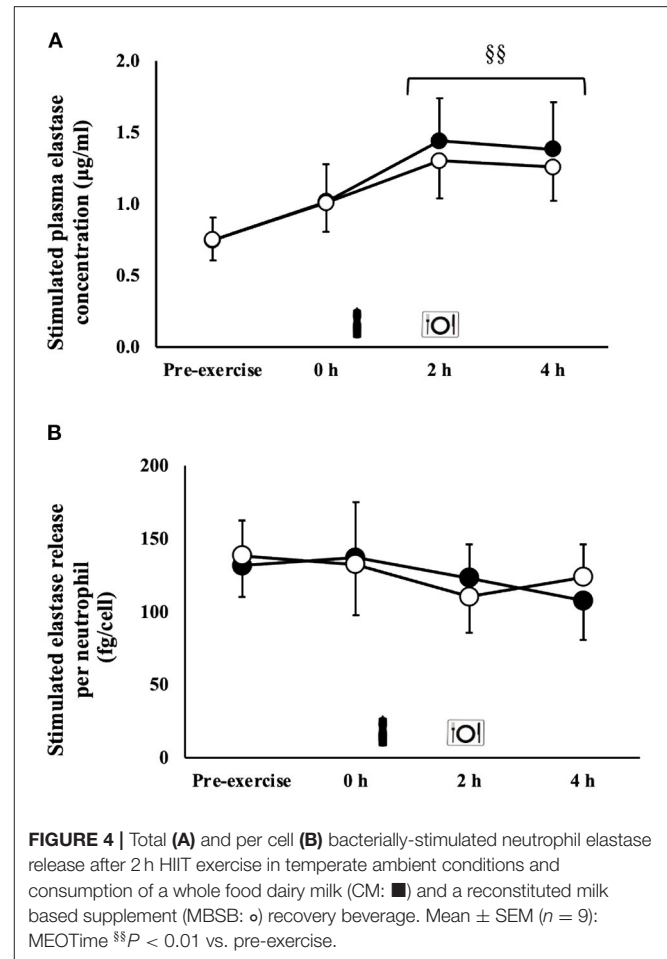 A
§§
2.0
1.5
1.0
0.5
0.0
Stimulated plasma elastase
concentration (µg/ml)
Pre-exercise 0 h 2 h 4 h
B
200
150
100
50
0
Stimulated elastase release
per neutrophil
(fg/cell)
Pre-exercise 0 h 2 h 4 h
FIGURE 4 | Total (A) and per cell (B) bacterially-stimulated neutrophil elastase
release after 2 h HIIT exercise in temperate ambient conditions and
consumption of a whole food dairy milk (CM: ■) and a reconstituted milk
based supplement (MBSB: o) recovery beverage. Mean ± SEM (n = 9):
MEOTime §§P < 0.01 vs. pre-exercise.